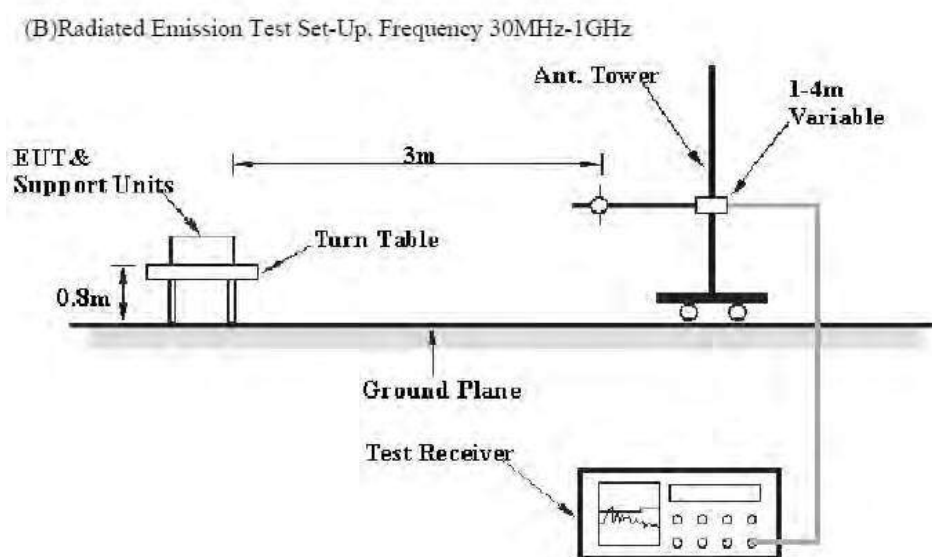 (B)Radiated Emission Test Set-Up, Frequency 30MHz-1GHz
Ant. Tower
1-4m
Variable
3m
EUT &
Support Units
Turn Table
0.8m
Ground Plane
Test Receiver